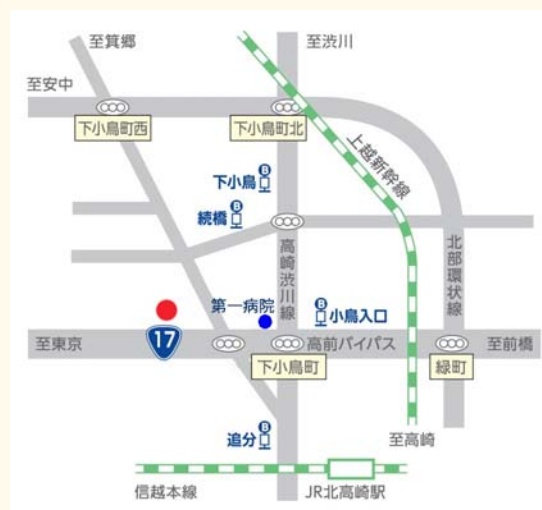 至箕郷
至渋川
至安中
下小鳥町西
下小鳥町北
上越新幹線
B
下小鳥
B
続橋
高崎渋川線
北部環状線
第一病院
B
小鳥入口
至東京
17
高前バイパス
至前橋
下小鳥町
緑町
B
追分
至高崎
信越本線
JR北高崎駅